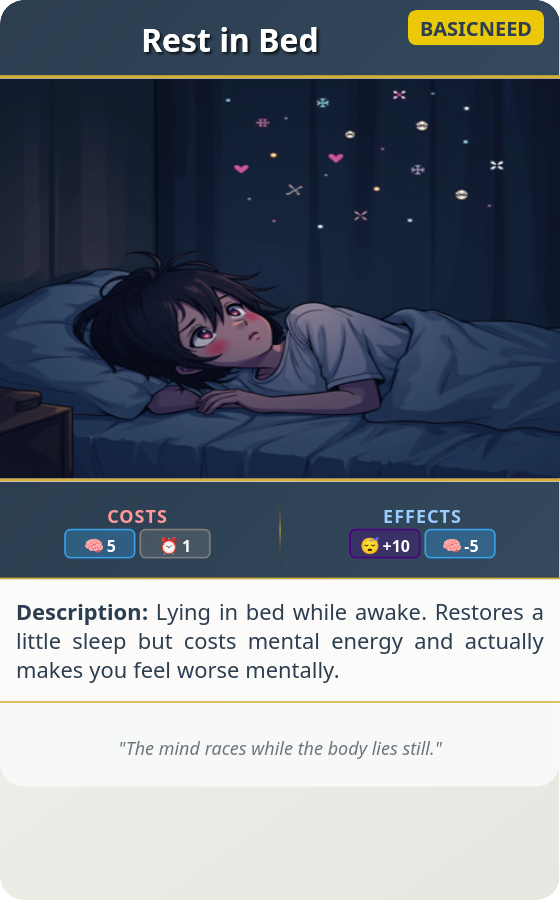 Rest in Bed
BASICNEED
COSTS
🧠 5
⏰ 1
EFFECTS
😴 +10
🧠 -5
Description: Lying in bed while awake. Restores a
little sleep but costs mental energy and actually
makes you feel worse mentally.
"The mind races while the body lies still."